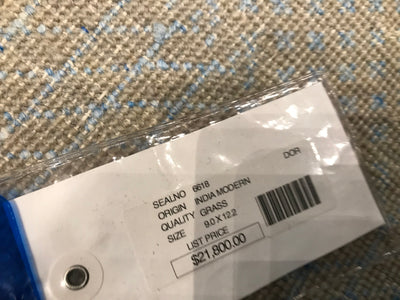 DOR
SEALNO 6618
ORIGIN INDIA MODERN
QUALITY GRASS
SIZE 9.0 X 12.2
LIST PRICE
$21,800.00